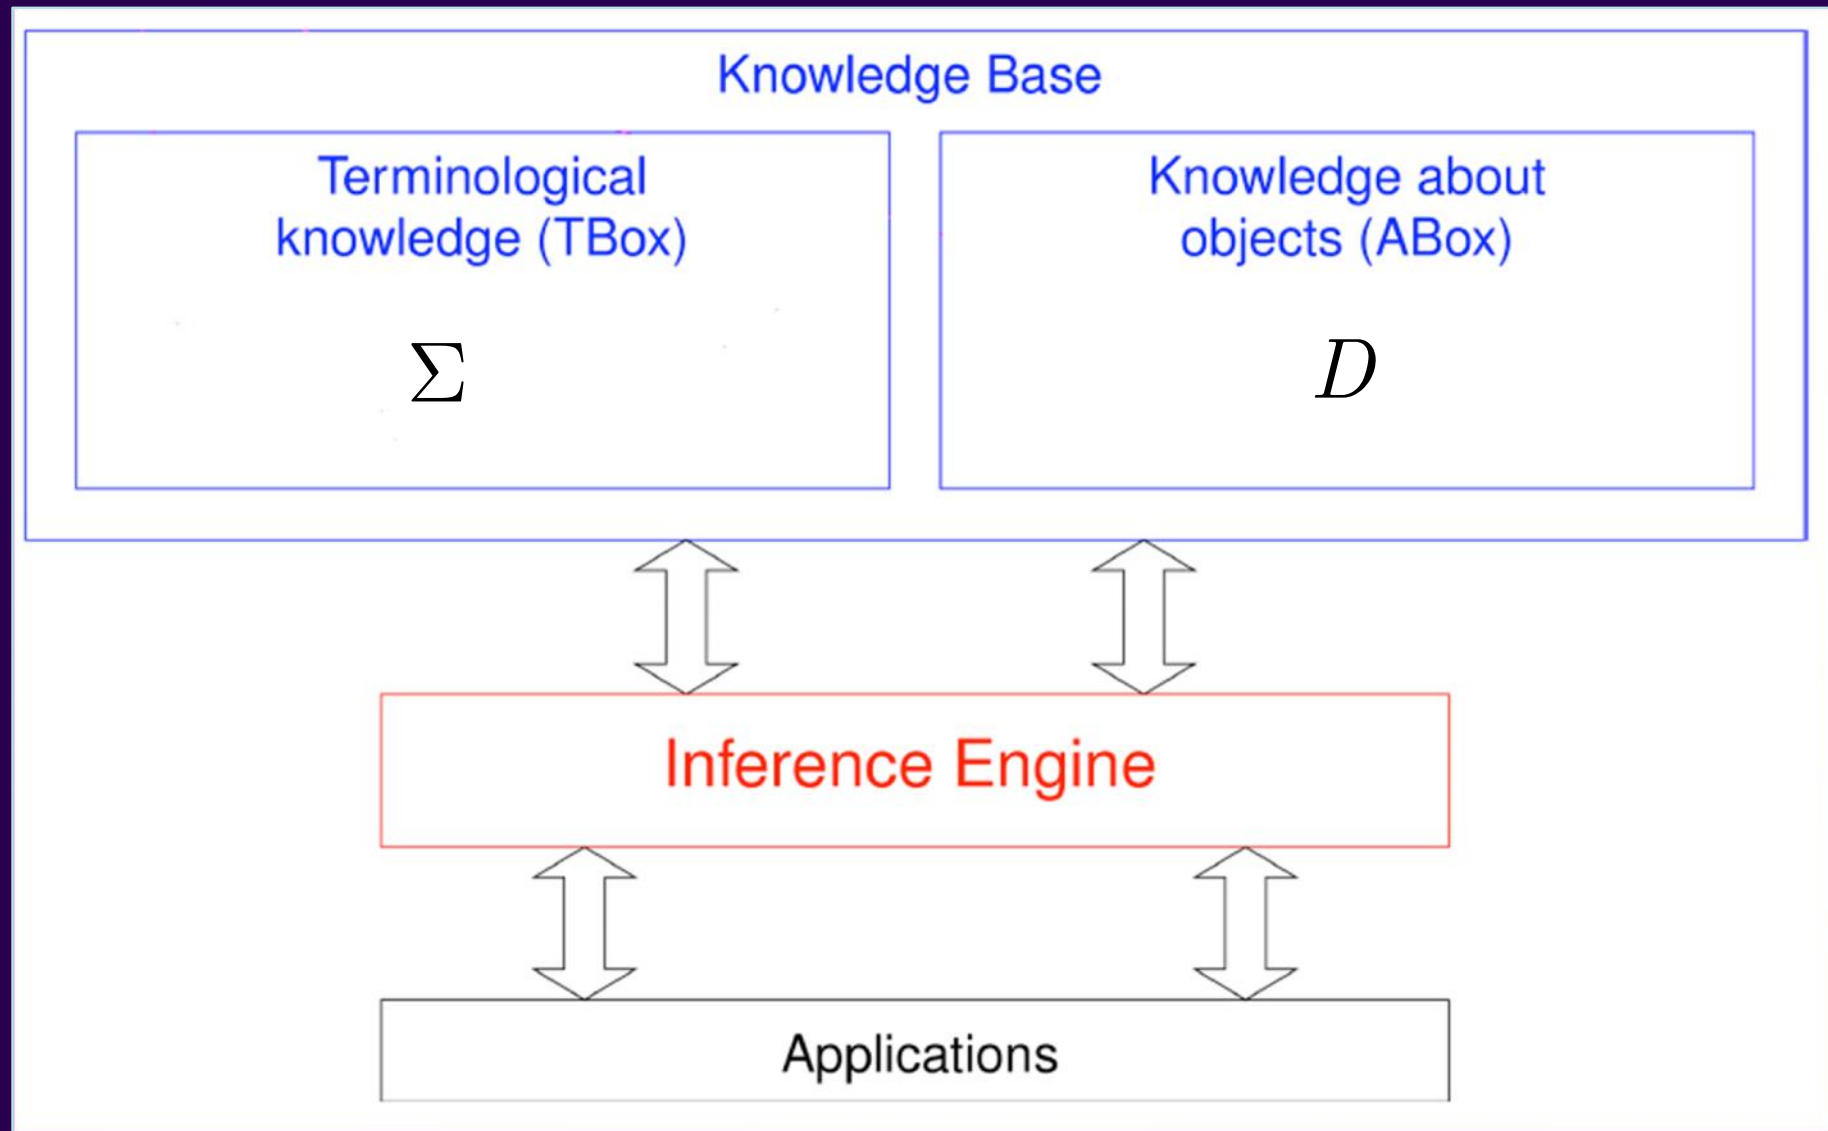 Knowledge Base
Terminological
knowledge (TBox)
Σ
Knowledge about
objects (ABox)
D
Inference Engine
Applications